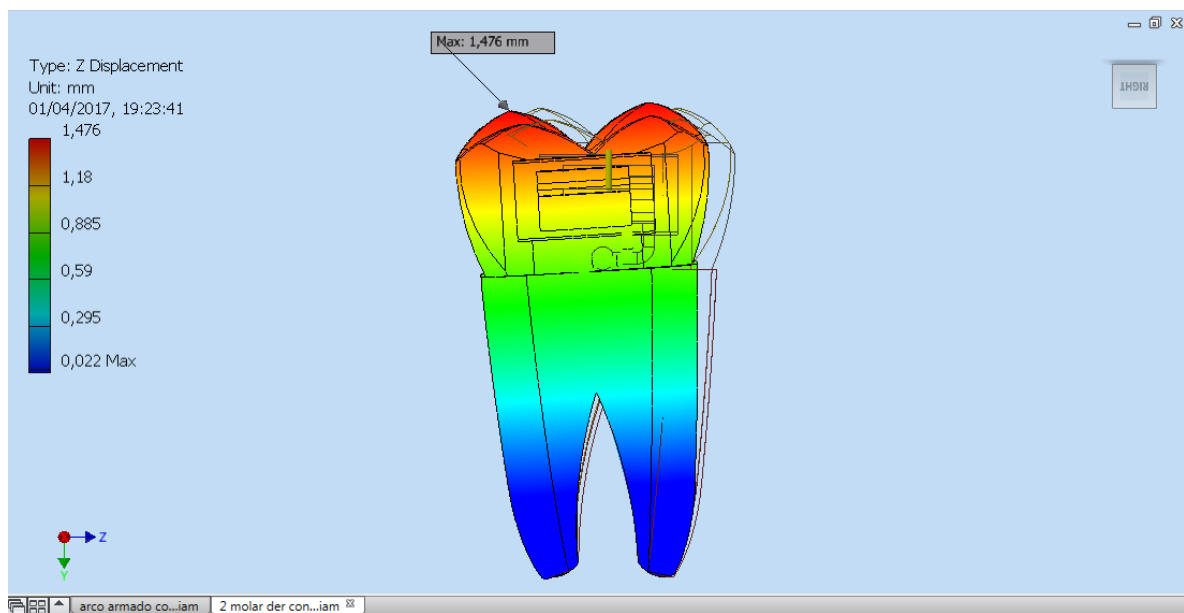 Max: 1,476 mm
Type: Z Displacement
Unit: mm
01/04/2017, 19:23:41
1,476
1,18
0,885
0,59
0,295
0,022 Max
RIGHT
Z
Y
arco armado co...iam
2 molar der con...iam